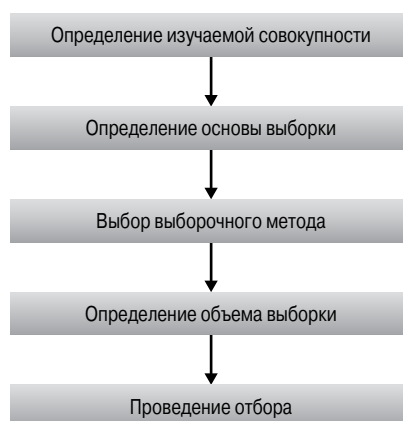 Определение изучаемой совокупности
Определение основы выборки
Выбор выборочного метода
Определение объема выборки
Проведение отбора